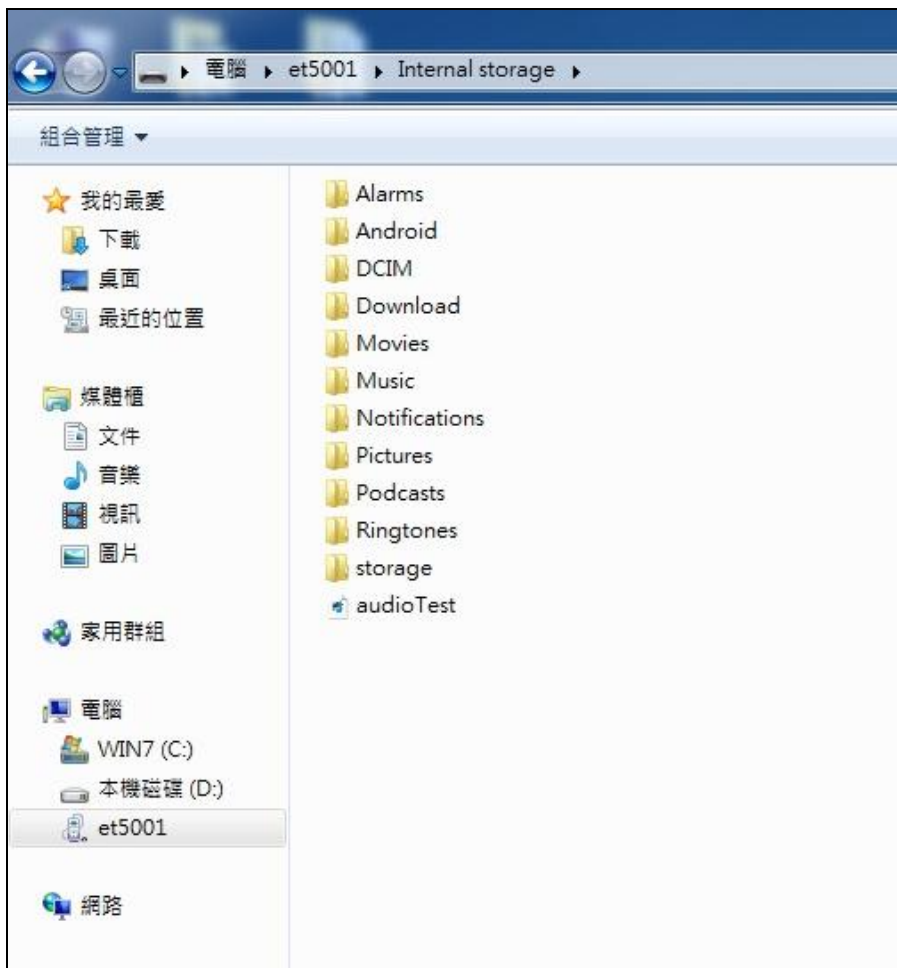 電腦 et5001 Internal storage
組合管理
我的最愛
下載
桌面
最近的位置
媒體櫃
文件
音樂
視訊
圖片
家用群組
電腦
WIN7 (C:)
本機磁碟 (D:)
et5001
網路
Alarms
Android
DCIM
Download
Movies
Music
Notifications
Pictures
Podcasts
Ringtones
storage
audioTest